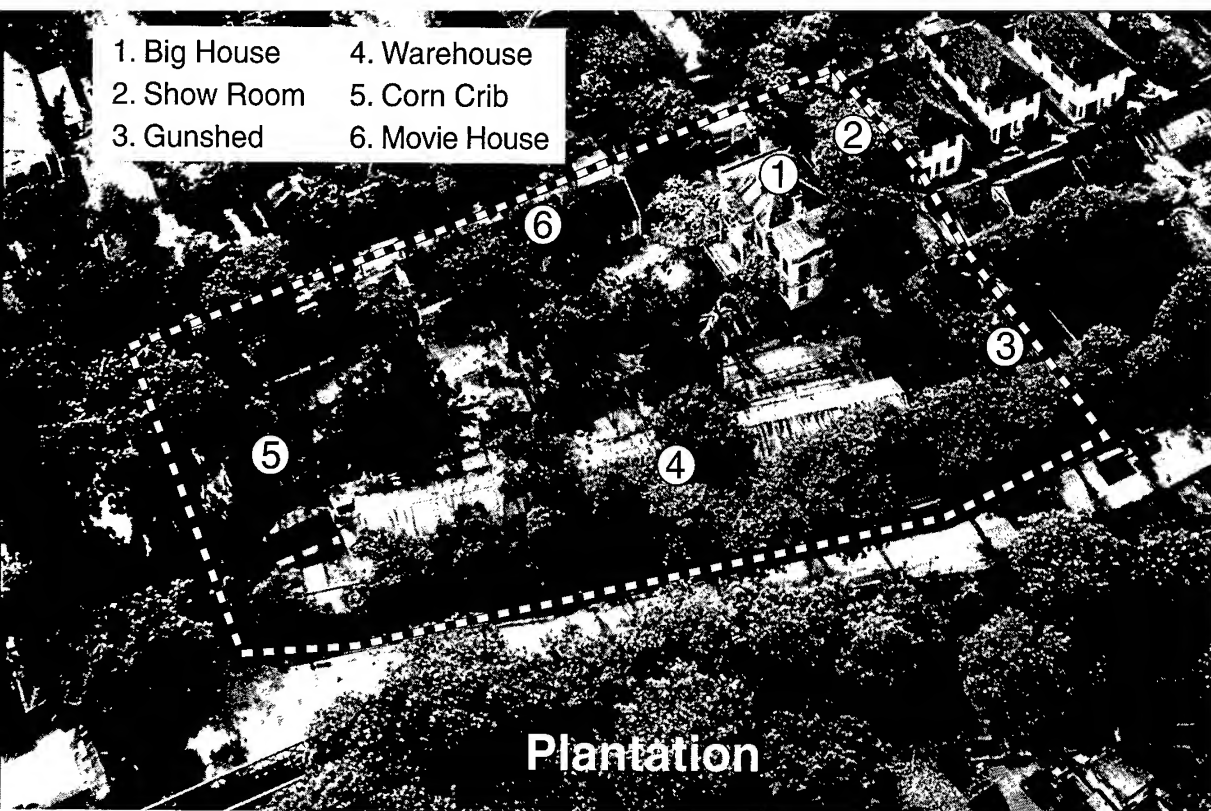 1. Big House 4. Warehouse
2. Show Room 5. Corn Crib
3. Gunshed 6. Movie House
2
1
6
3
5
4
Plantation